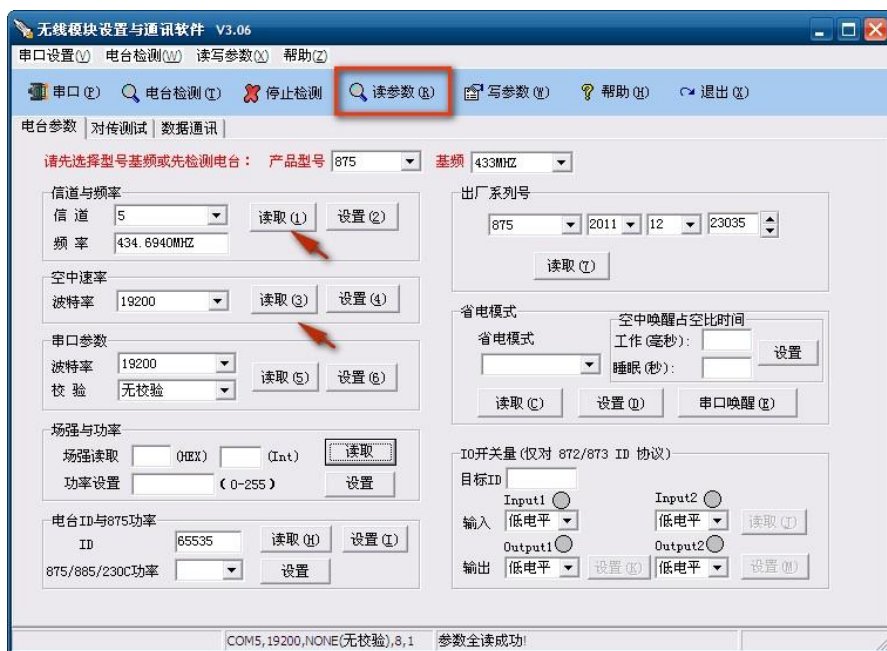 无线模块设置与通讯软件 V3.06
串口设置(V) 电台检测(W) 读写参数(X) 帮助(Z)
串口(P) 电台检测(T) 停止检测 读参数(R) 写参数(W) 帮助(H) 退出(X)
电台参数 对传测试 数据通讯
请先选择型号基频或先检测电台： 产品型号 875 基频 433MHZ
信道与频率
信 道 5 读取(1) 设置(2)
频 率 434.6940MHZ
空中速率
波特率 19200 读取(3) 设置(4)
串口参数
波特率 19200
校 验 无校验 读取(5) 设置(6)
场强与功率
场强读取 (HEX) (Int) 读取
功率设置 (0-255) 设置
电台ID与875功率
ID 65535 读取(H) 设置(I)
875/885/230C功率 设置
出厂系列号
875 2011 12 23035
读取(7)
省电模式
省电模式
空中唤醒占空比时间
工作(毫秒):
睡眠(秒):
设置
读取(C) 设置(D) 串口唤醒(E)
IO开关量(仅对 872/873 ID 协议)
目标ID
Input1 Input2
输入 低电平 低电平 读取(J)
Output1 Output2
输出 低电平 设置(K) 低电平 设置(M)
COM5,19200,NONE(无校验),8,1 参数全读成功!